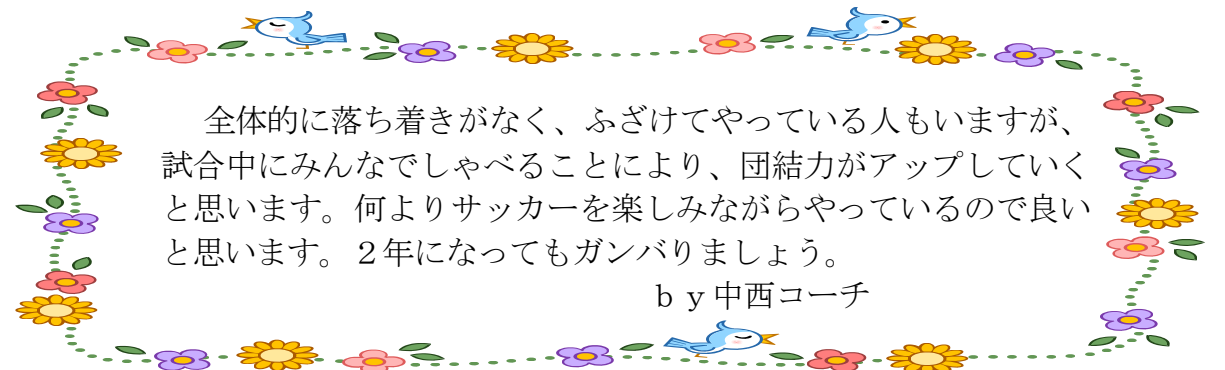 全体的に落ち着きがなく、ふざけてやっている人もいますが、
試合中にみんなでしゃべることにより、団結力がアップしていく
と思います。何よりサッカーを楽しみながらやっているので良い
と思います。２年になってもガンバりましょう。
ｂｙ中西コーチ